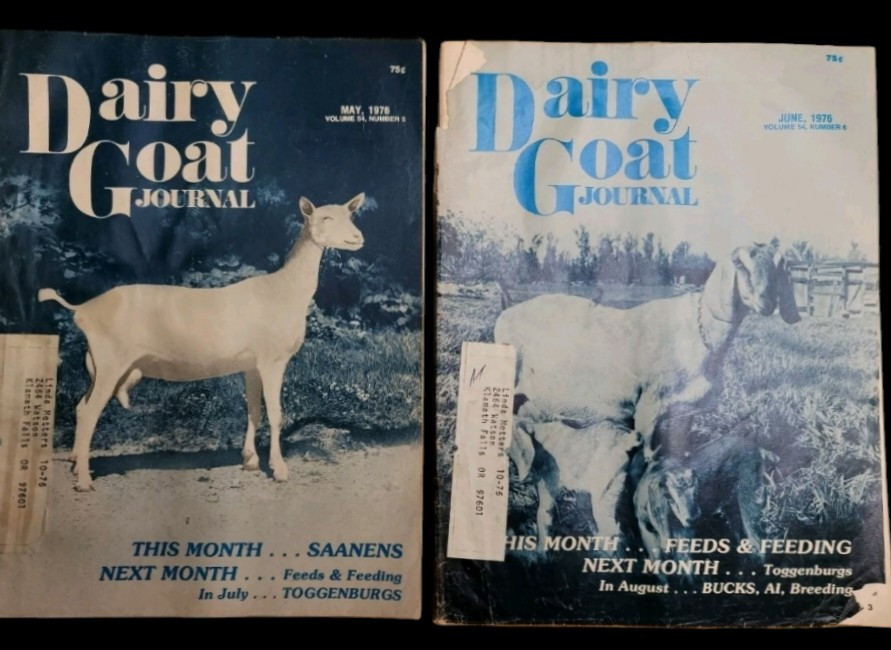 75¢
Dairy
Goat
JOURNAL
MAY, 1976
VOLUME 54, NUMBER 5
Linda Metters 10-76
2464 Watson
Klamath Falls OR 97601
THIS MONTH . . . SAANENS
NEXT MONTH . . . Feeds & Feeding
In July . . . TOGGENBURGS
75¢
Dairy
Goat
JOURNAL
JUNE, 1976
VOLUME 54, NUMBER 6
Linda Metters 10-76
2464 Watson
Klamath Falls OR 97601
HIS MONTH . . . FEEDS & FEEDING
NEXT MONTH . . . Toggenburgs
In August . . . BUCKS, AI, Breeding
3